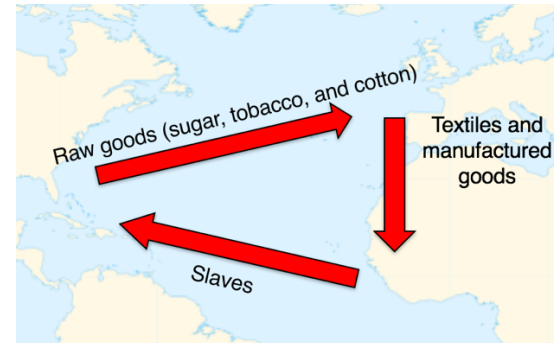 Raw goods (sugar, tobacco, and cotton)
Textiles and
manufactured
goods
Slaves